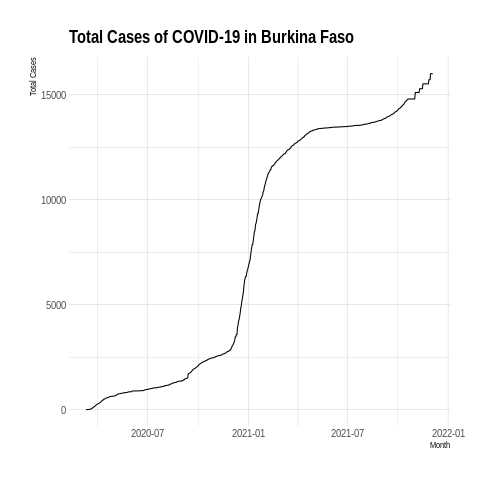 Total Cases of COVID-19 in Burkina Faso
Total Cases
15000
10000
5000
0
2020-07 2021-01 2021-07 2022-01
Month